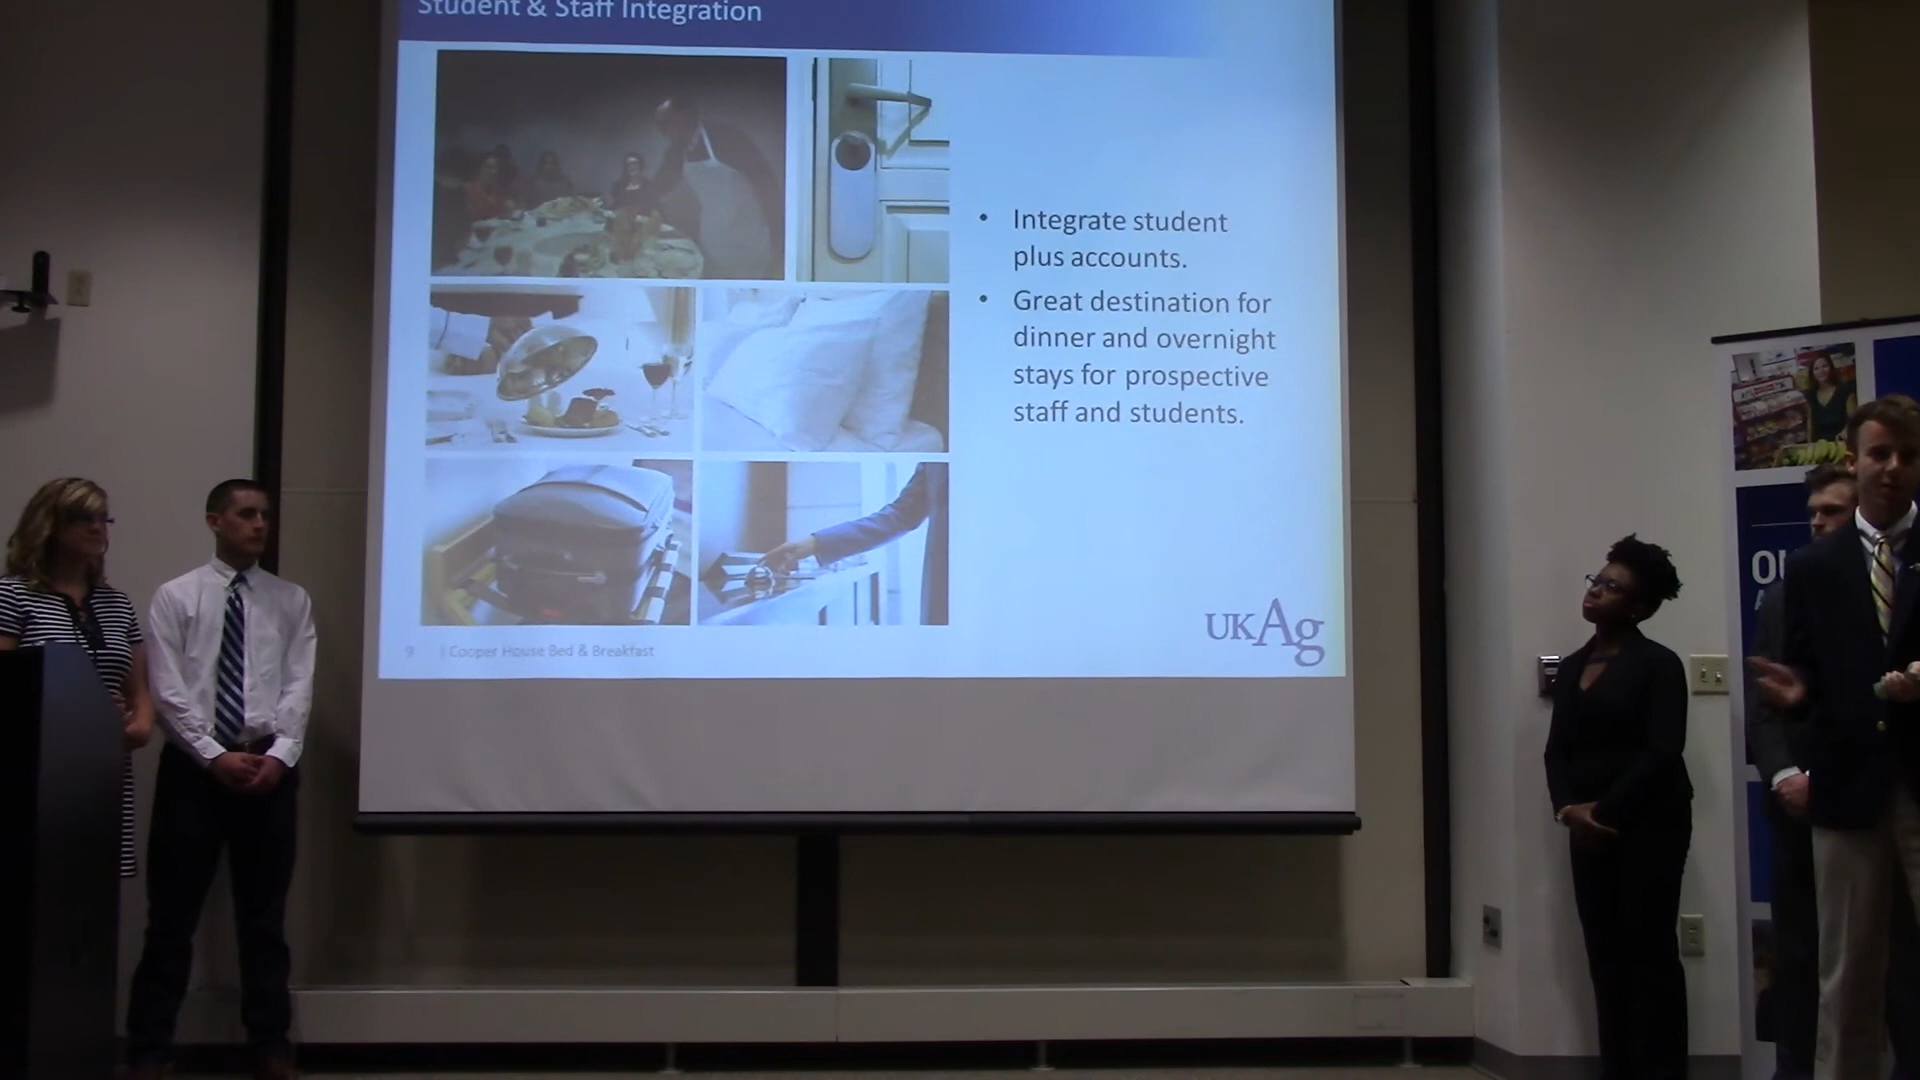 Student & Staff Integration
• Integrate student
plus accounts.
• Great destination for
dinner and overnight
stays for prospective
staff and students.
UKAg
9 | Cooper House Bed & Breakfast